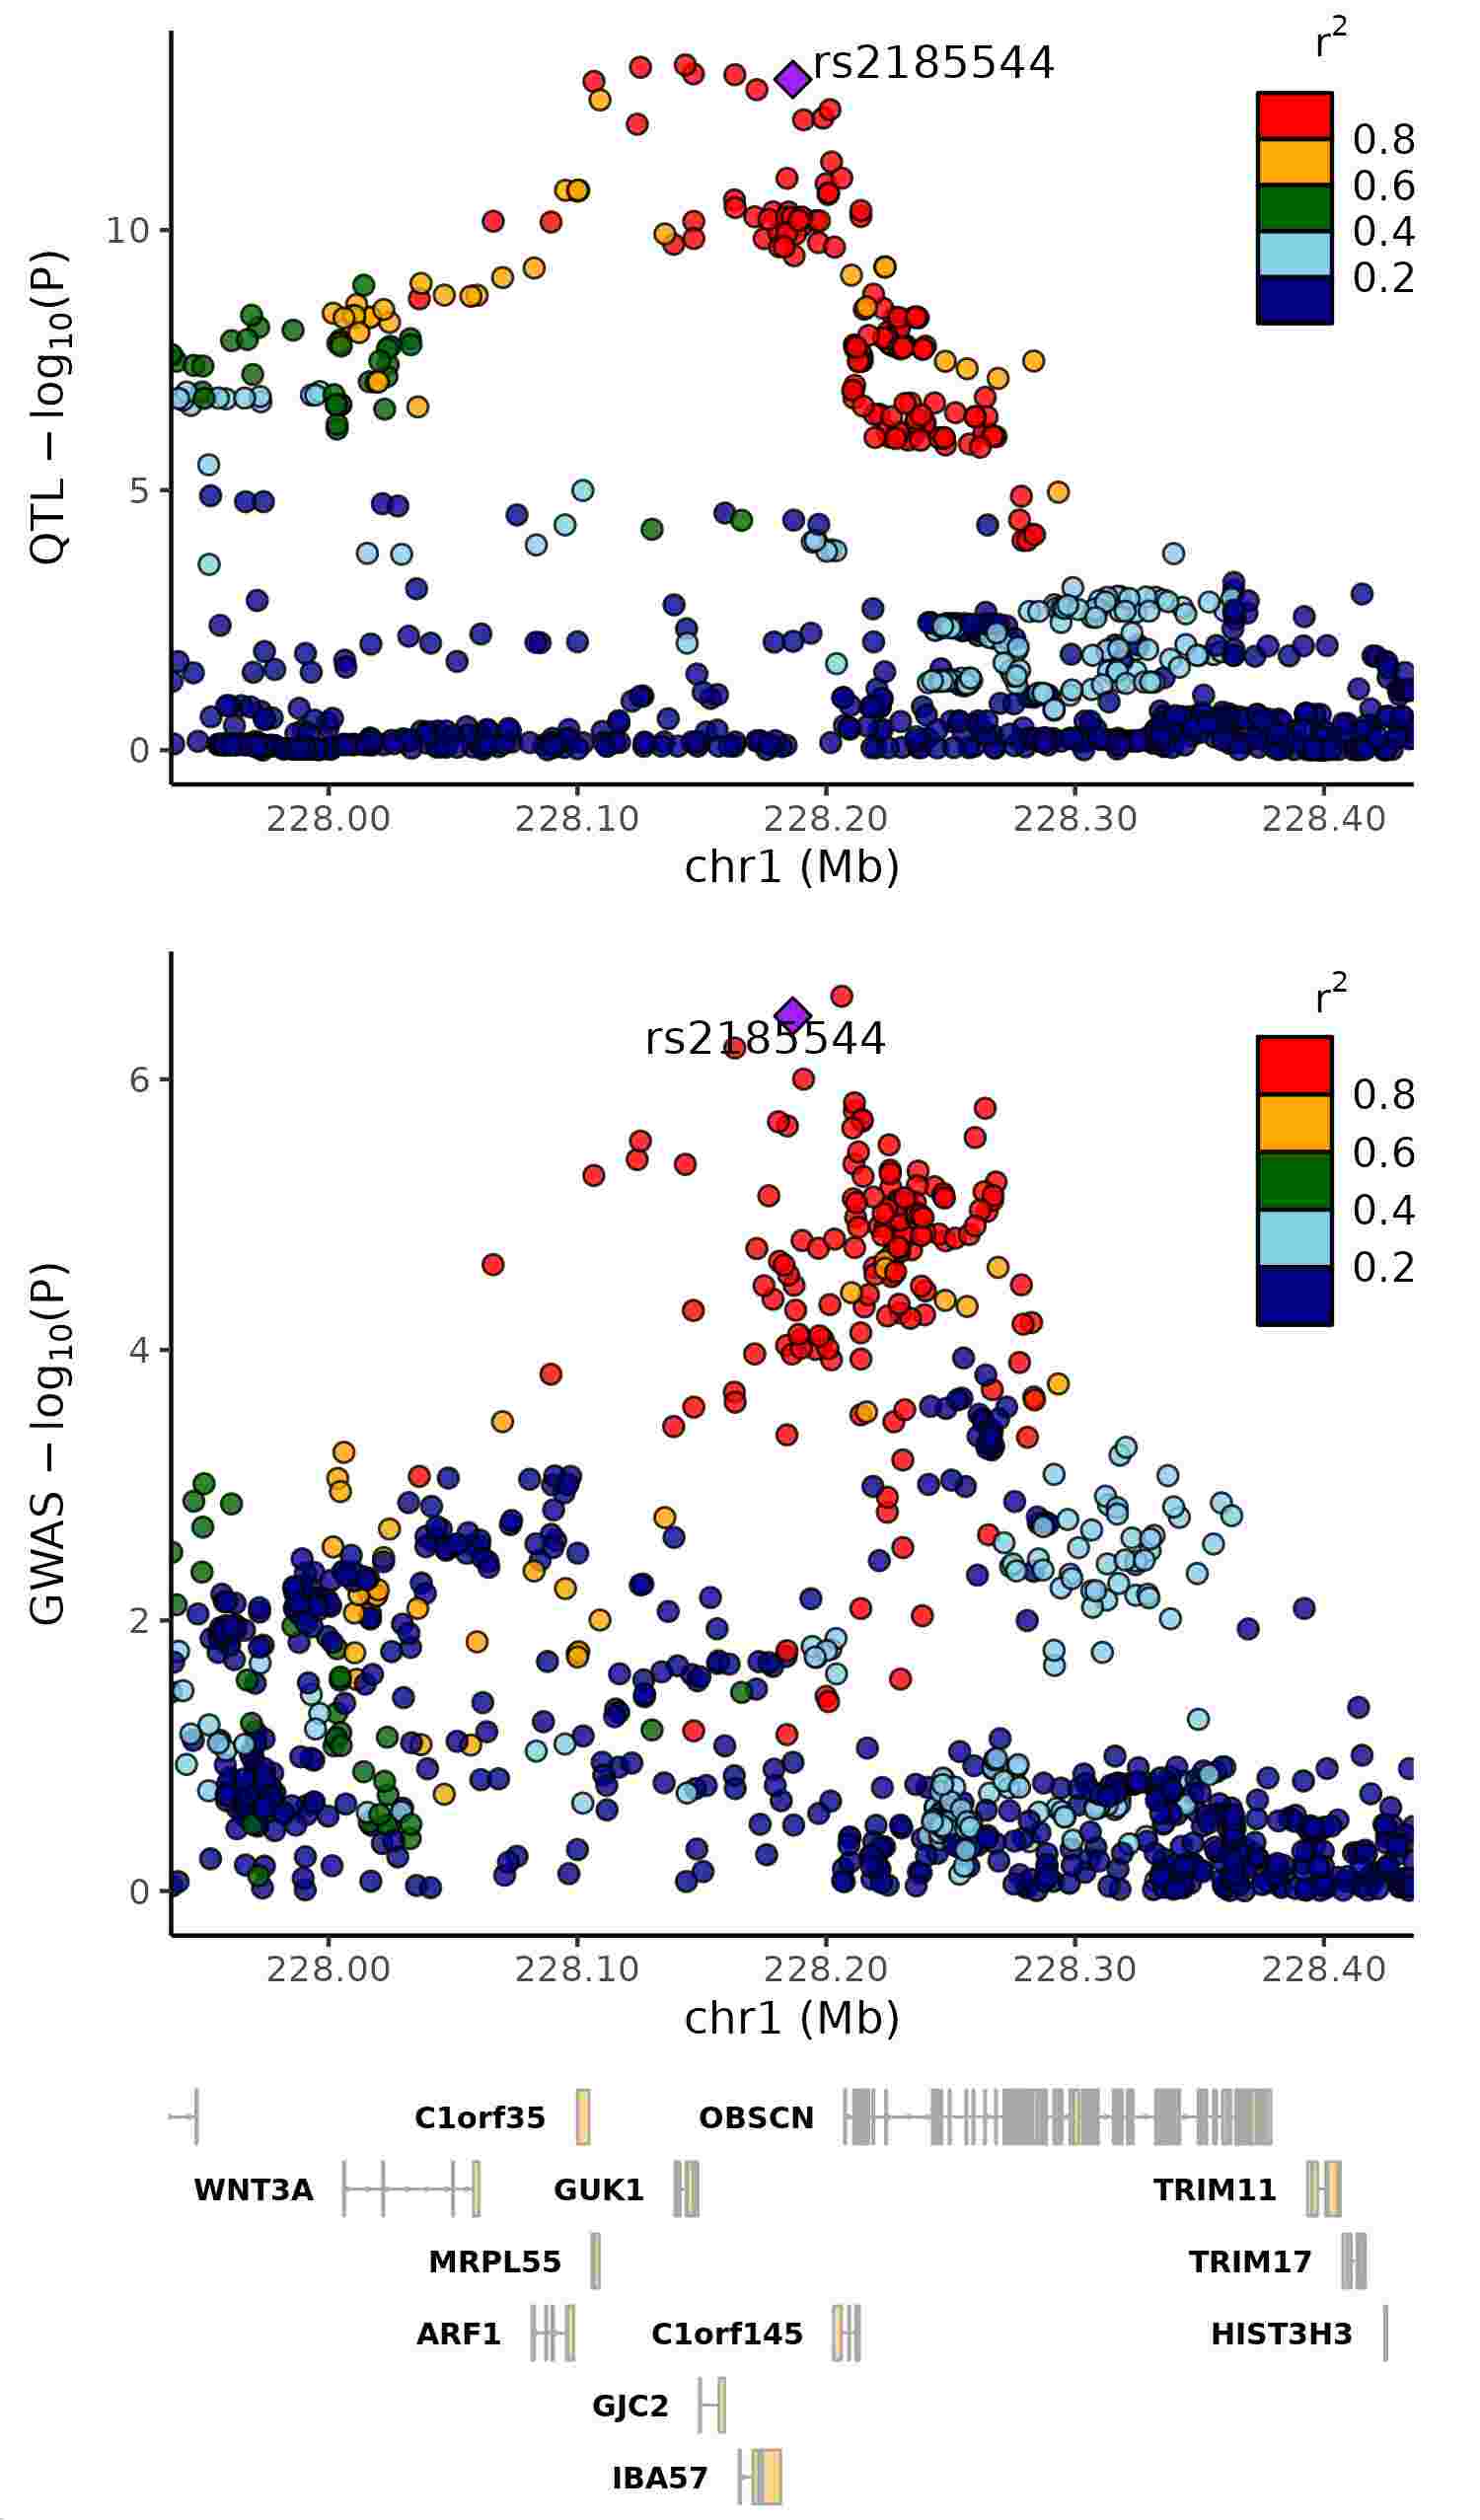 r2
rs2185544
0.8
0.6
0.4
0.2
10
5
0
QTL − log10(P)
228.00 228.10 228.20 228.30 228.40
chr1 (Mb)
r2
rs2185544
0.8
0.6
0.4
0.2
6
4
2
0
GWAS − log10(P)
228.00 228.10 228.20 228.30 228.40
chr1 (Mb)
C1orf35 OBSCN
WNT3A GUK1 TRIM11
MRPL55 TRIM17
ARF1 C1orf145 HIST3H3
GJC2
IBA57